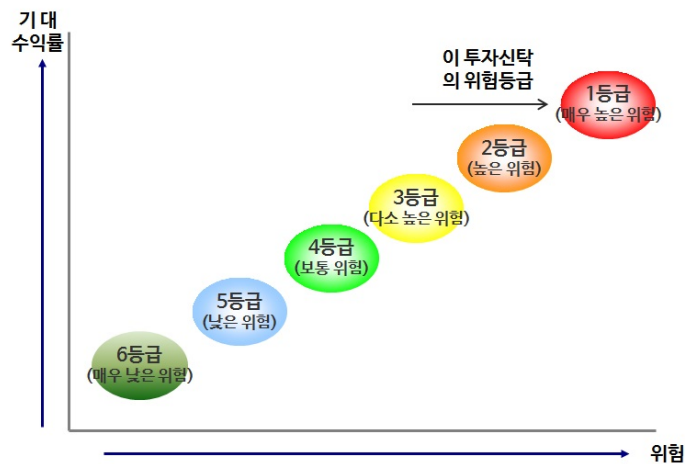 기 대
수익률
이 투자신탁
의 위험등급
1등급
(매우 높은 위험)
2등급
(높은 위험)
3등급
(다소 높은 위험)
4등급
(보통 위험)
5등급
(낮은 위험)
6등급
(매우 낮은 위험)
위험